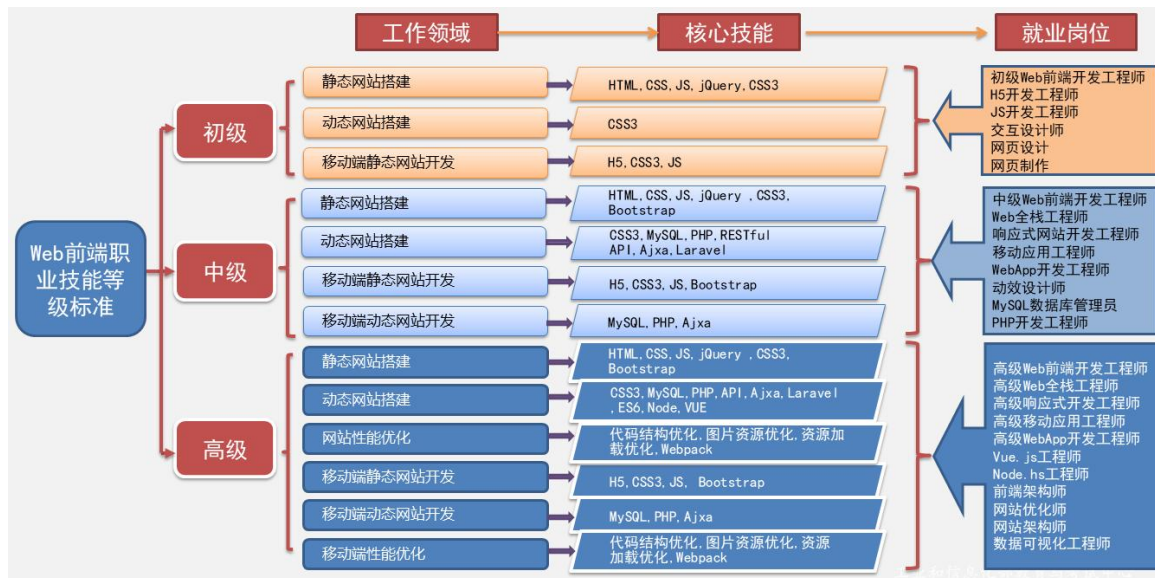 工作领域
核心技能
就业岗位
Web前端职
业技能等
级标准
初级
静态网站搭建
HTML,CSS,JS,jQuery,CSS3
动态网站搭建
CSS3
移动端静态网站开发
H5,CSS3,JS
初级Web前端开发工程师
H5开发工程师
JS开发工程师
交互设计师
网页设计
网页制作
中级
静态网站搭建
HTML,CSS,JS,jQuery ,CSS3,
Bootstrap
动态网站搭建
CSS3,MySQL,PHP,RESTful
API,Ajxa,Laravel
移动端静态网站开发
H5,CSS3,JS,Bootstrap
移动端动态网站开发
MySQL,PHP,Ajxa
中级Web前端开发工程师
Web全栈工程师
响应式网站开发工程师
移动应用工程师
WebApp开发工程师
动效设计师
MySQL数据库管理员
PHP开发工程师
高级
静态网站搭建
HTML,CSS,JS,jQuery ,CSS3,
Bootstrap
动态网站搭建
CSS3,MySQL,PHP,API,Ajxa,Laravel
,ES6,Node,VUE
网站性能优化
代码结构优化,图片资源优化,资源加
载优化,Webpack
移动端静态网站开发
H5,CSS3,JS, Bootstrap
移动端动态网站开发
MySQL,PHP,Ajxa
移动端性能优化
代码结构优化,图片资源优化,资源
加载优化,Webpack
高级Web前端开发工程师
高级Web全栈工程师
高级响应式开发工程师
高级移动应用工程师
高级WebApp开发工程师
Vue.js工程师
Node.hs工程师
前端架构师
网站优化师
网站架构师
数据可视化工程师